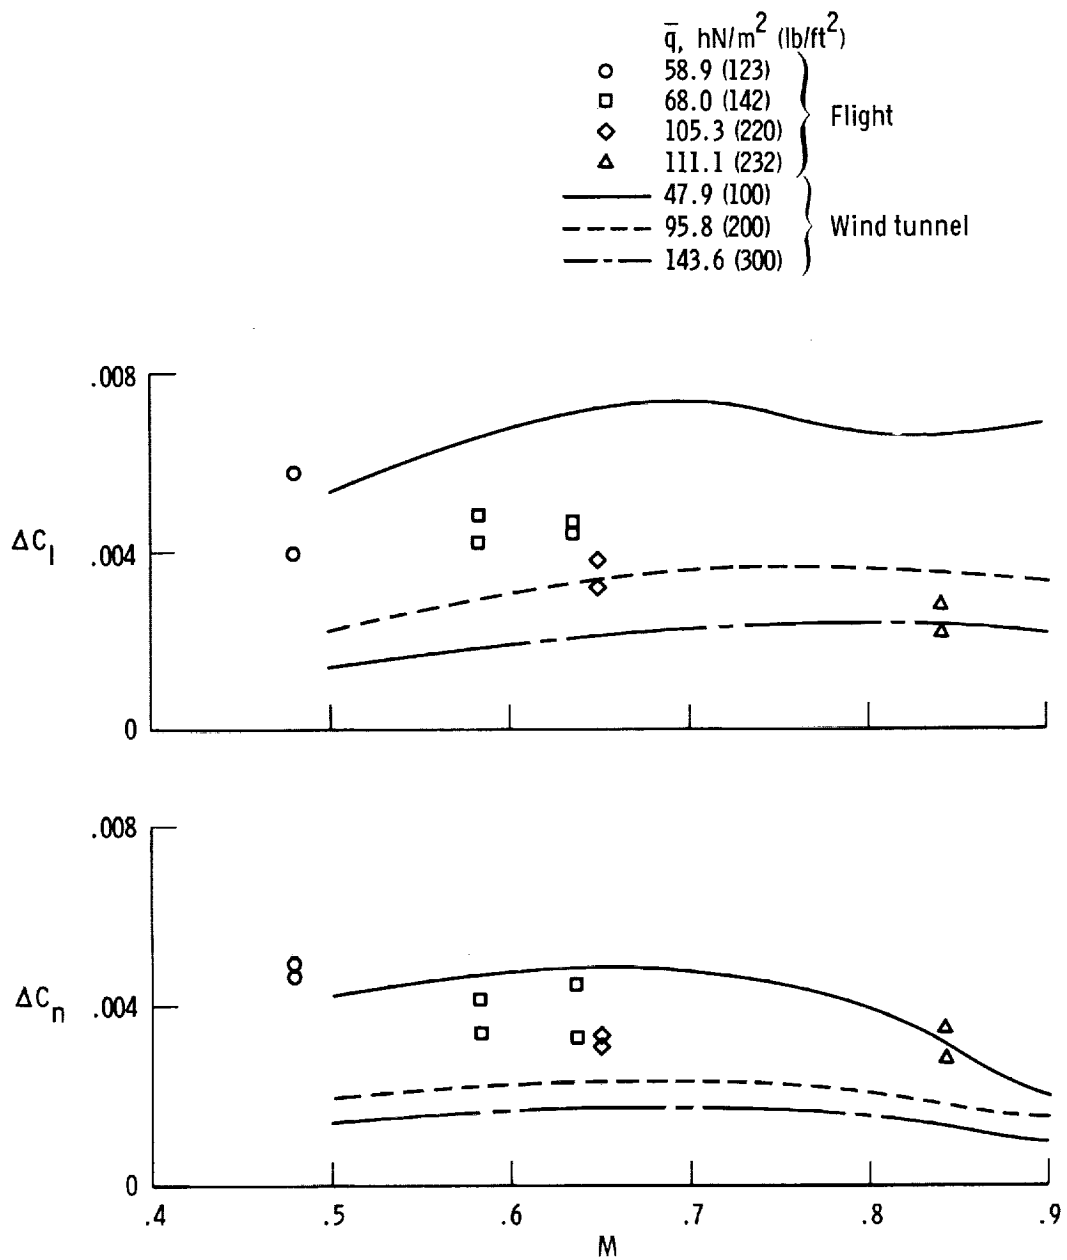 q̅, hN/m² (lb/ft²)
58.9 (123)
68.0 (142)
105.3 (220)
111.1 (232)
Flight
47.9 (100)
95.8 (200)
143.6 (300)
Wind tunnel
.008
ΔCl
.004
0
.008
ΔCn
.004
0
.4 .5 .6 .7 .8 .9
M